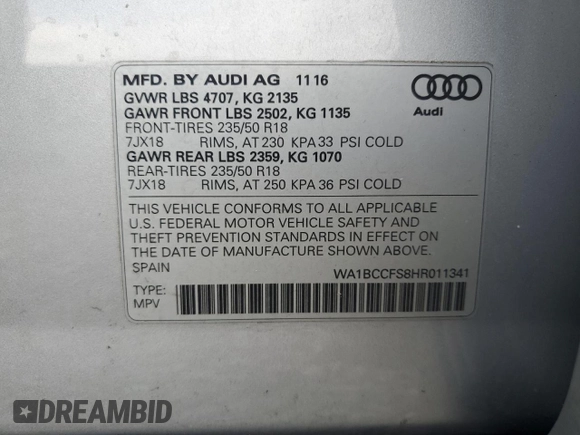 MFD. BY AUDI AG 11 16
GVWR LBS 4707, KG 2135
GAWR FRONT LBS 2502, KG 1135
FRONT-TIRES 235/50 R18
7JX18 RIMS, AT 230 KPA 33 PSI COLD
GAWR REAR LBS 2359, KG 1070
REAR-TIRES 235/50 R18
7JX18 RIMS, AT 250 KPA 36 PSI COLD
Audi
THIS VEHICLE CONFORMS TO ALL APPLICABLE
U.S. FEDERAL MOTOR VEHICLE SAFETY AND
THEFT PREVENTION STANDARDS IN EFFECT ON
THE DATE OF MANUFACTURE SHOWN ABOVE.
SPAIN WA1BCCFS8HR011341
TYPE:
MPV
DREAMBID